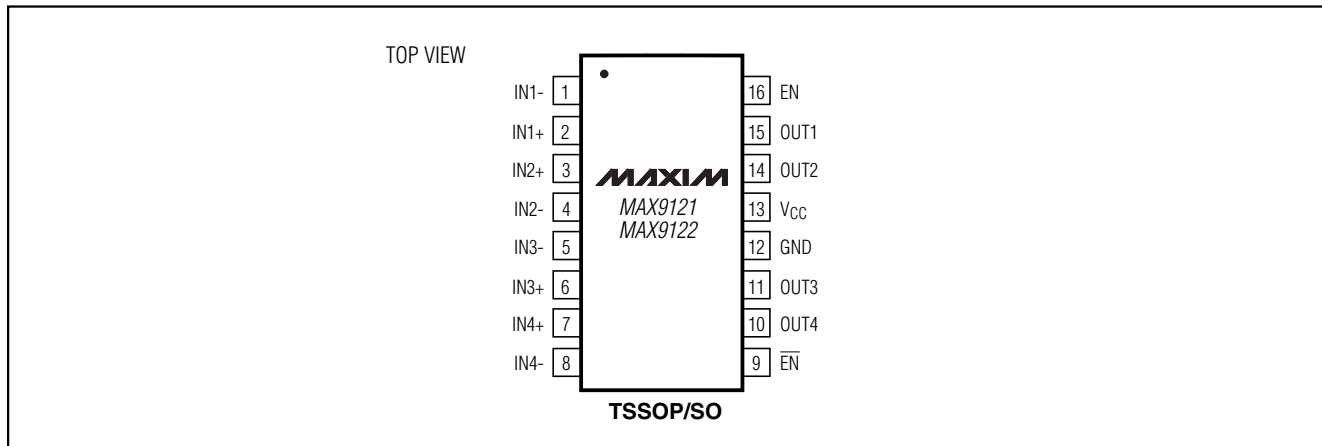 TOP VIEW
IN1- 1
IN1+ 2
IN2+ 3
IN2- 4
IN3- 5
IN3+ 6
IN4+ 7
IN4- 8
MAXIM
MAX9121
MAX9122
16 EN
15 OUT1
14 OUT2
13 VCC
12 GND
11 OUT3
10 OUT4
9 E̅N̅
TSSOP/SO